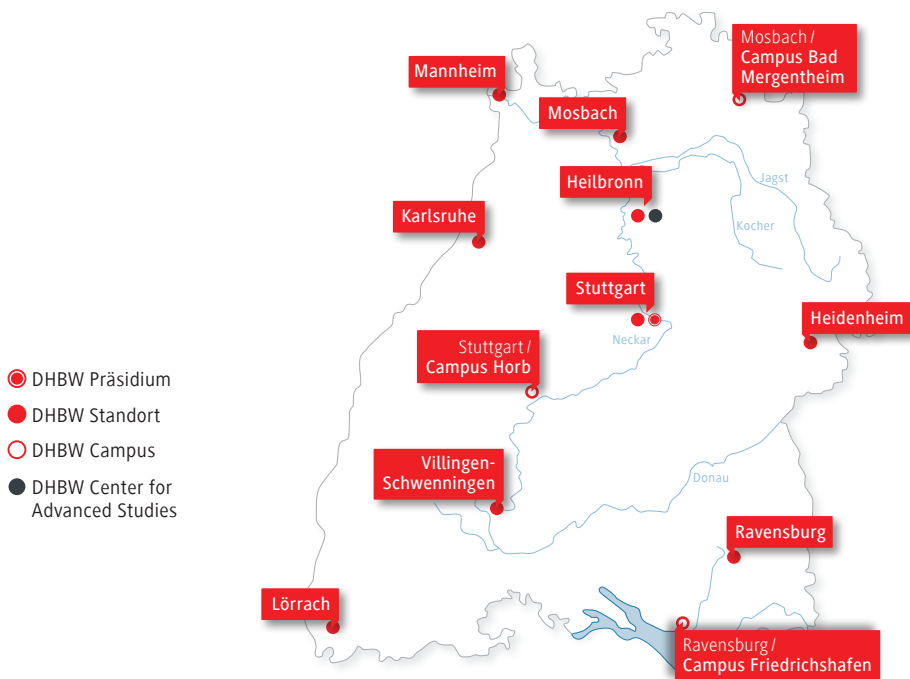 Mosbach /
Campus Bad
Mergentheim
Mannheim
Mosbach
Heilbronn
Jagst
Kocher
Karlsruhe
Stuttgart
Heidenheim
Neckar
Stuttgart /
Campus Horb
DHBW Präsidium
DHBW Standort
DHBW Campus
DHBW Center for
Advanced Studies
Villingen-
Schwenningen
Donau
Ravensburg
Lörrach
Ravensburg /
Campus Friedrichshafen